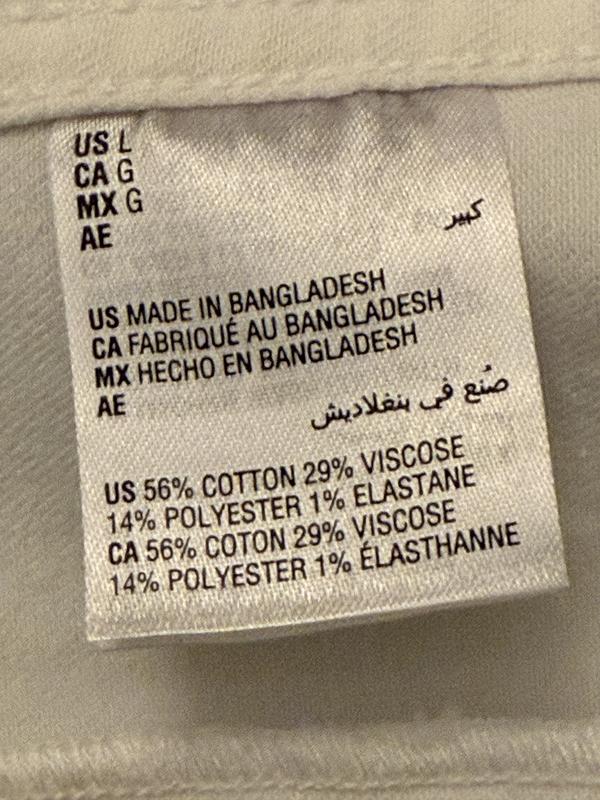 US L
CA G
MX G
AE كبير
US MADE IN BANGLADESH
CA FABRIQUÉ AU BANGLADESH
MX HECHO EN BANGLADESH
AE صُنع في بنغلاديش
US 56% COTTON 29% VISCOSE
14% POLYESTER 1% ELASTANE
CA 56% COTON 29% VISCOSE
14% POLYESTER 1% ÉLASTHANNE